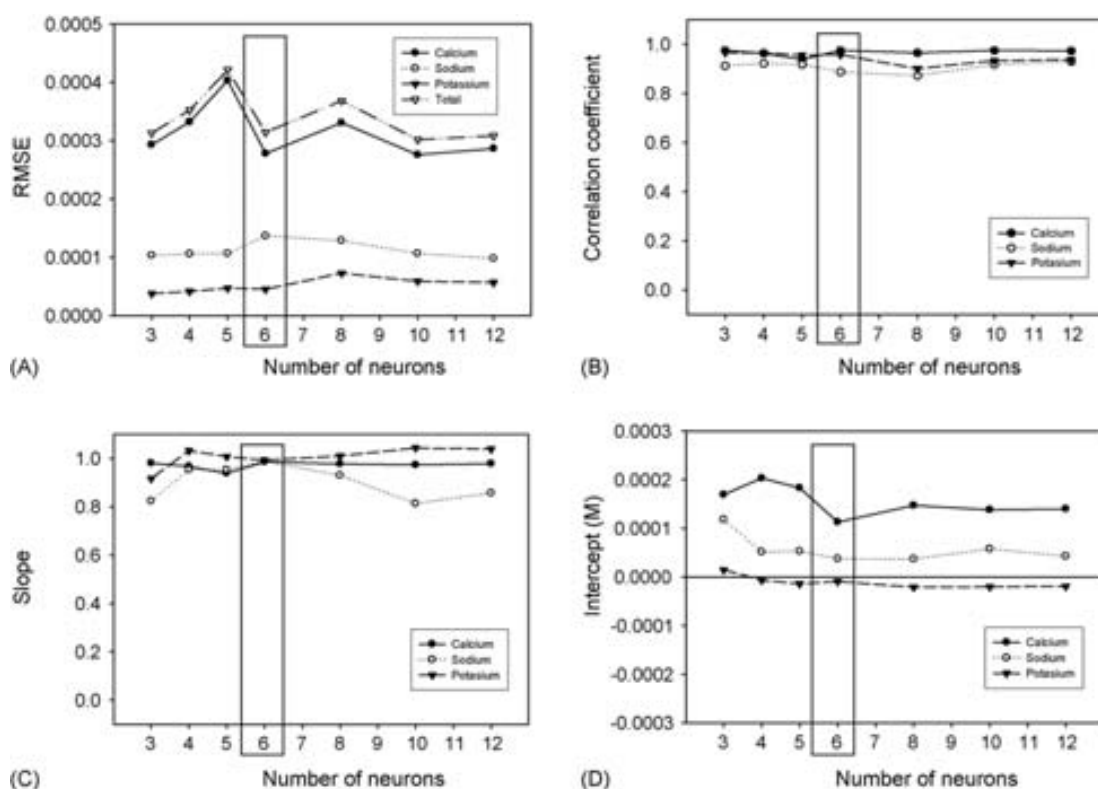 0.0005
0.0004
0.0003
0.0002
0.0001
0.0000
RMSE
Calcium
Sodium
Potassium
Total
3 4 5 6 7 8 9 10 11 12
(A) Number of neurons
1.0
0.8
0.6
0.4
0.2
0.0
Correlation coefficient
Calcium
Sodium
Potasium
3 4 5 6 7 8 9 10 11 12
(B) Number of neurons
1.0
0.8
0.6
0.4
0.2
0.0
Slope
Calcium
Sodium
Potasium
3 4 5 6 7 8 9 10 11 12
(C) Number of neurons
0.0003
0.0002
0.0001
0.0000
-0.0001
-0.0002
-0.0003
Intercept (M)
Calcium
Sodium
Potasium
3 4 5 6 7 8 9 10 11 12
(D) Number of neurons